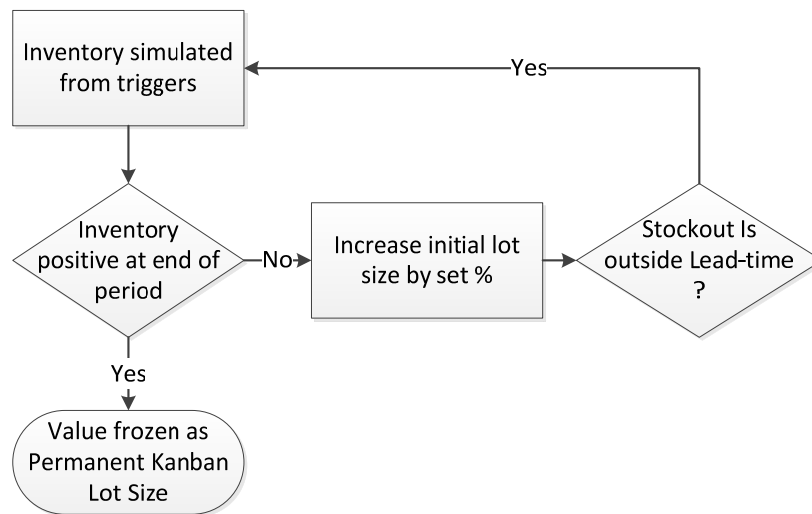 Inventory simulated
from triggers
Yes
Inventory
positive at end of
period
No
Increase initial lot
size by set %
Stockout Is
outside Lead-time
?
Yes
Value frozen as
Permanent Kanban
Lot Size